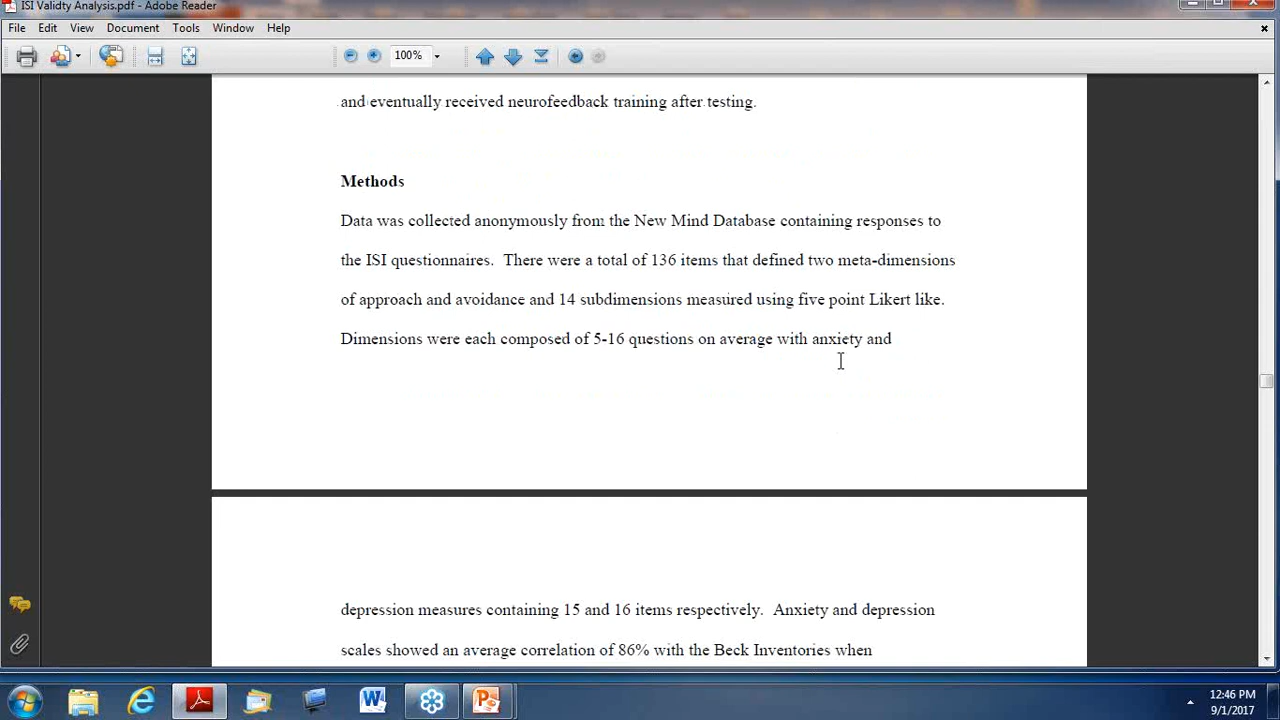 ISI Validty Analysis.pdf - Adobe Reader
File Edit View Document Tools Window Help
100%
and eventually received neurofeedback training after testing.
Methods
Data was collected anonymously from the New Mind Database containing responses to
the ISI questionnaires. There were a total of 136 items that defined two meta-dimensions
of approach and avoidance and 14 subdimensions measured using five point Likert like.
Dimensions were each composed of 5-16 questions on average with anxiety and
depression measures containing 15 and 16 items respectively. Anxiety and depression
scales showed an average correlation of 86% with the Beck Inventories when
12:46 PM
9/1/2017